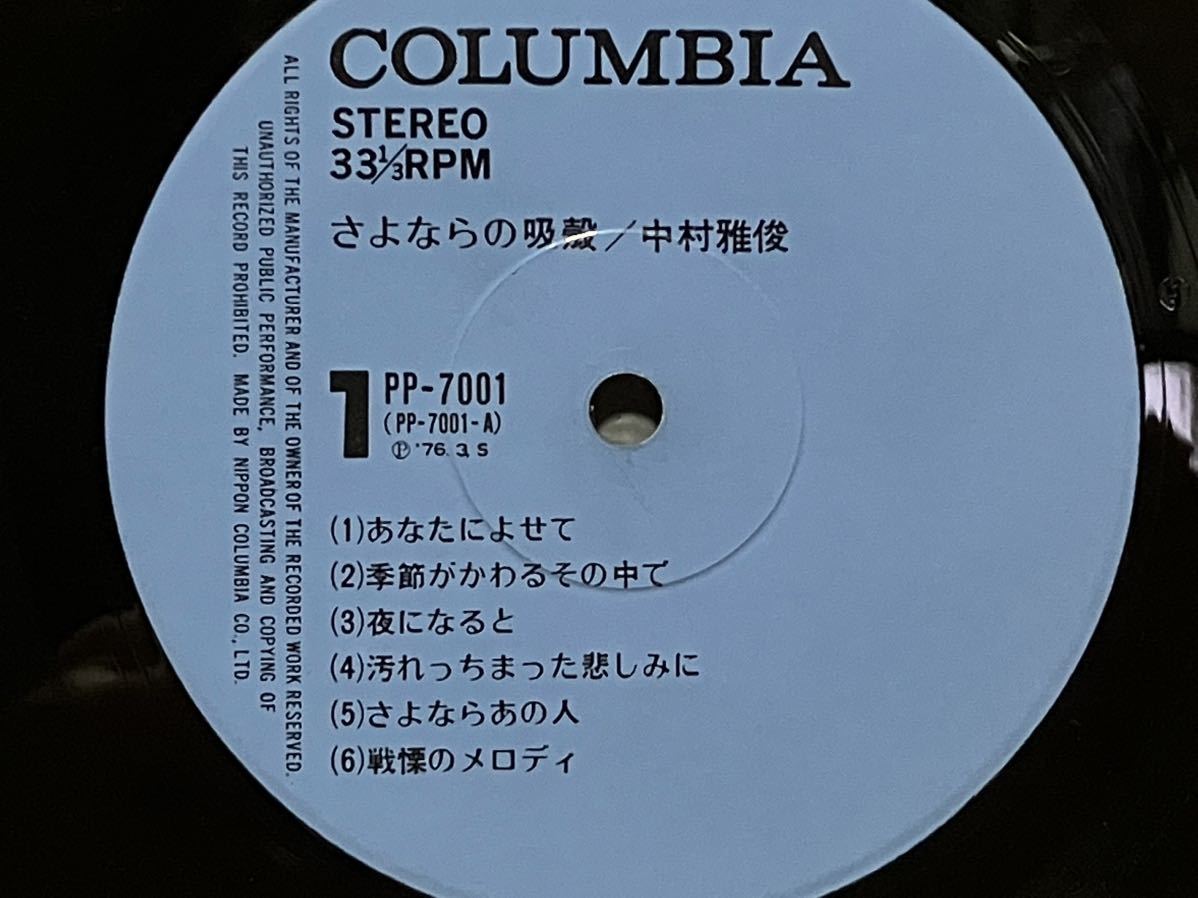 COLUMBIA
STEREO
33⅓RPM
さよならの吸殻／中村雅俊
1
PP-7001
(PP-7001-A)
Ⓟ '76. 3. S
(1)あなたによせて
(2)季節がかわるその中で
(3)夜になると
(4)汚れっちまった悲しみに
(5)さよならあの人
(6)戦慄のメロディ
ALL RIGHTS OF THE MANUFACTURER AND OF THE OWNER OF THE RECORDED WORK RESERVED.
UNAUTHORIZED PUBLIC PERFORMANCE, BROADCASTING AND COPYING OF
THIS RECORD PROHIBITED. MADE BY NIPPON COLUMBIA CO., LTD.